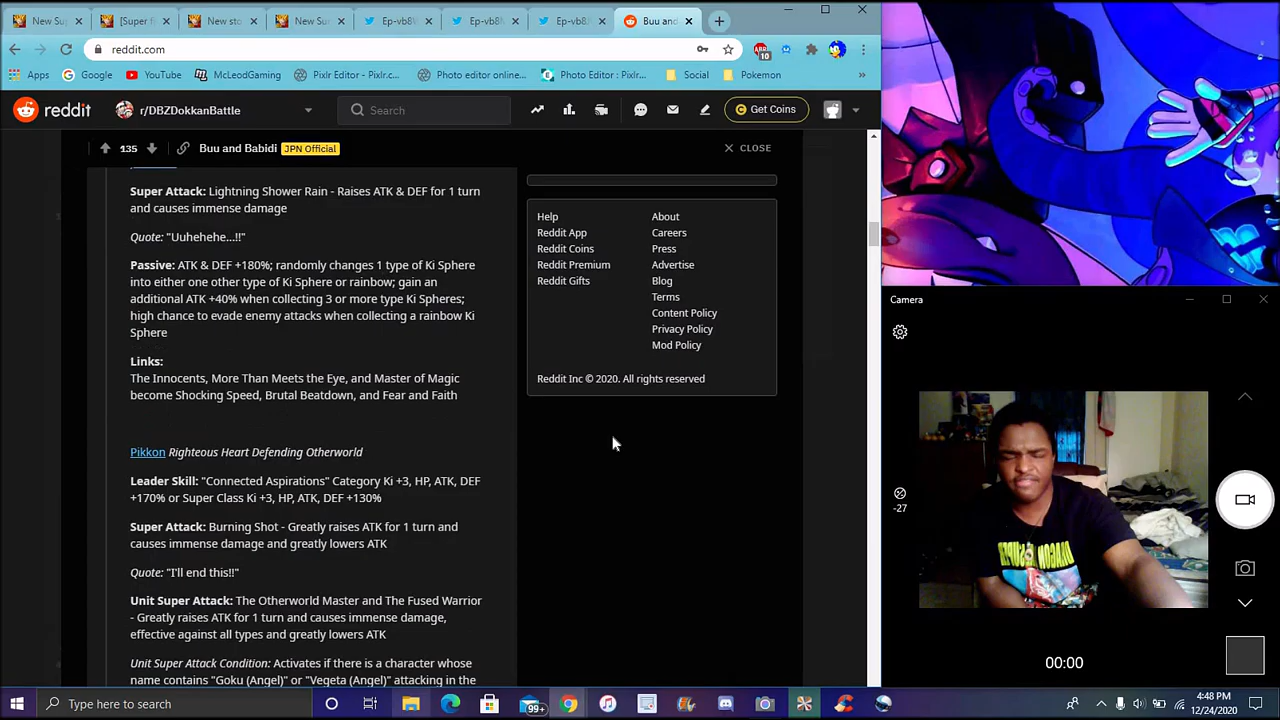 New Sup
[Super f
New sto
New Sur
Ep-vb8V
Ep-vb8
Ep-vb8
Buu and
reddit.com
10
Apps
Google
YouTube
McLeodGaming
Pixlr Editor - Pixlr.c...
Photo editor online...
Photo Editor : Pixlr...
Social
Pokemon
»
reddit
r/DBZDokkanBattle
Search
Get Coins
135
Buu and Babidi
JPN Official
CLOSE
Super Attack: Lightning Shower Rain - Raises ATK & DEF for 1 turn
and causes immense damage
Quote: "Uuhehehe...!!"
Passive: ATK & DEF +180%; randomly changes 1 type of Ki Sphere
into either one other type of Ki Sphere or rainbow; gain an
additional ATK +40% when collecting 3 or more type Ki Spheres;
high chance to evade enemy attacks when collecting a rainbow Ki
Sphere
Links:
The Innocents, More Than Meets the Eye, and Master of Magic
become Shocking Speed, Brutal Beatdown, and Fear and Faith
Pikkon Righteous Heart Defending Otherworld
Leader Skill: "Connected Aspirations" Category Ki +3, HP, ATK, DEF
+170% or Super Class Ki +3, HP, ATK, DEF +130%
Super Attack: Burning Shot - Greatly raises ATK for 1 turn and
causes immense damage and greatly lowers ATK
Quote: "I'll end this!!"
Unit Super Attack: The Otherworld Master and The Fused Warrior
- Greatly raises ATK for 1 turn and causes immense damage,
effective against all types and greatly lowers ATK
Unit Super Attack Condition: Activates if there is a character whose
name contains "Goku (Angel)" or "Vegeta (Angel)" attacking in the
Help
Reddit App
Reddit Coins
Reddit Premium
Reddit Gifts
About
Careers
Press
Advertise
Blog
Terms
Content Policy
Privacy Policy
Mod Policy
Reddit Inc © 2020. All rights reserved
Camera
-27
00:00
Type here to search
99+
4:48 PM
12/24/2020